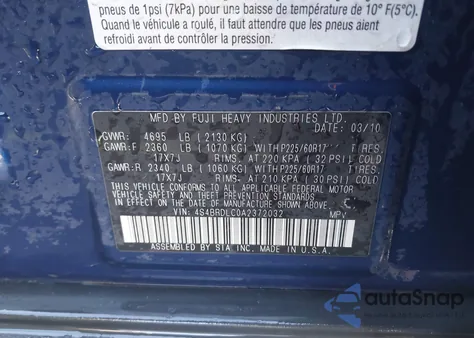 pneus de 1psi (7kPa) pour une baisse de température de 10° F(5°C).
Quand le véhicule a roulé, il faut attendre que les pneus aient
refroidi avant de contrôler la pression.
MFD BY FUJI HEAVY INDUSTRIES LTD.
DATE: 03/10
GVWR: 4695 LB (2130 KG)
GAWR:F 2360 LB (1070 KG) WITH P225/60R17 TIRES.
17X7J RIMS. AT 220 KPA (32 PSI) COLD
GAWR:R 2340 LB (1060 KG) WITH P225/60R17 TIRES.
17X7J RIMS. AT 210 KPA (30 PSI) COLD
THIS VEHICLE CONFORMS TO ALL APPLICABLE FEDERAL MOTOR
VEHICLE SAFETY AND THEFT PREVENTION STANDARDS IN
EFFECT ON THE DATE OF MANUFACTURE SHOWN ABOVE.
VIN: 4S4BRDLC0A2372032 MPV
ASSEMBLED BY SIA INC. MADE IN U.S.A.
autoSnap